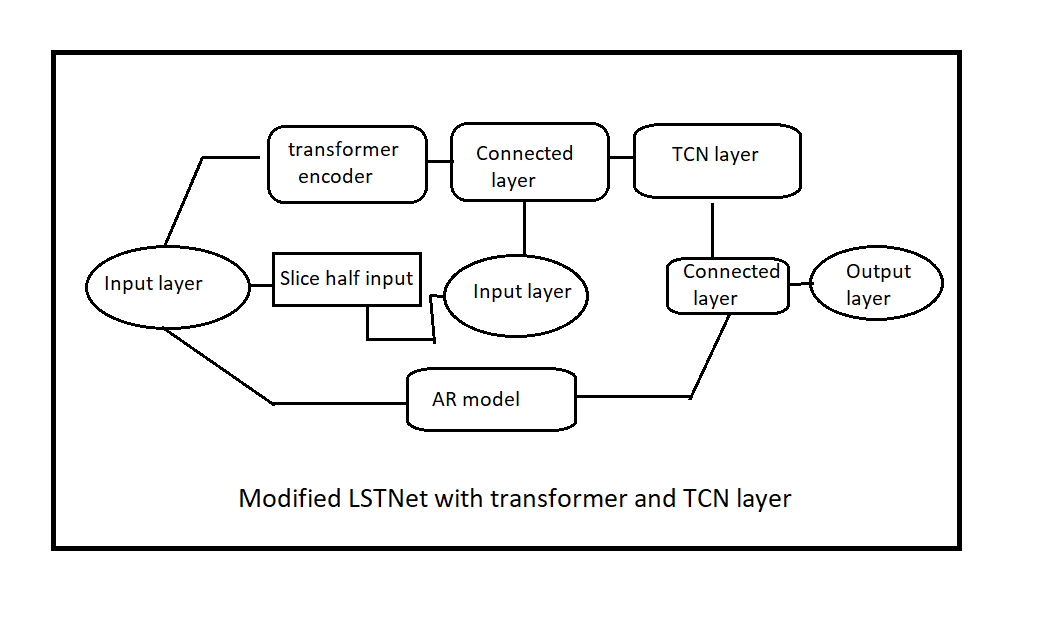 transformer
encoder
Connected
layer
TCN layer
Input layer
Slice half input
Input layer
Connected
layer
Output
layer
AR model
Modified LSTNet with transformer and TCN layer